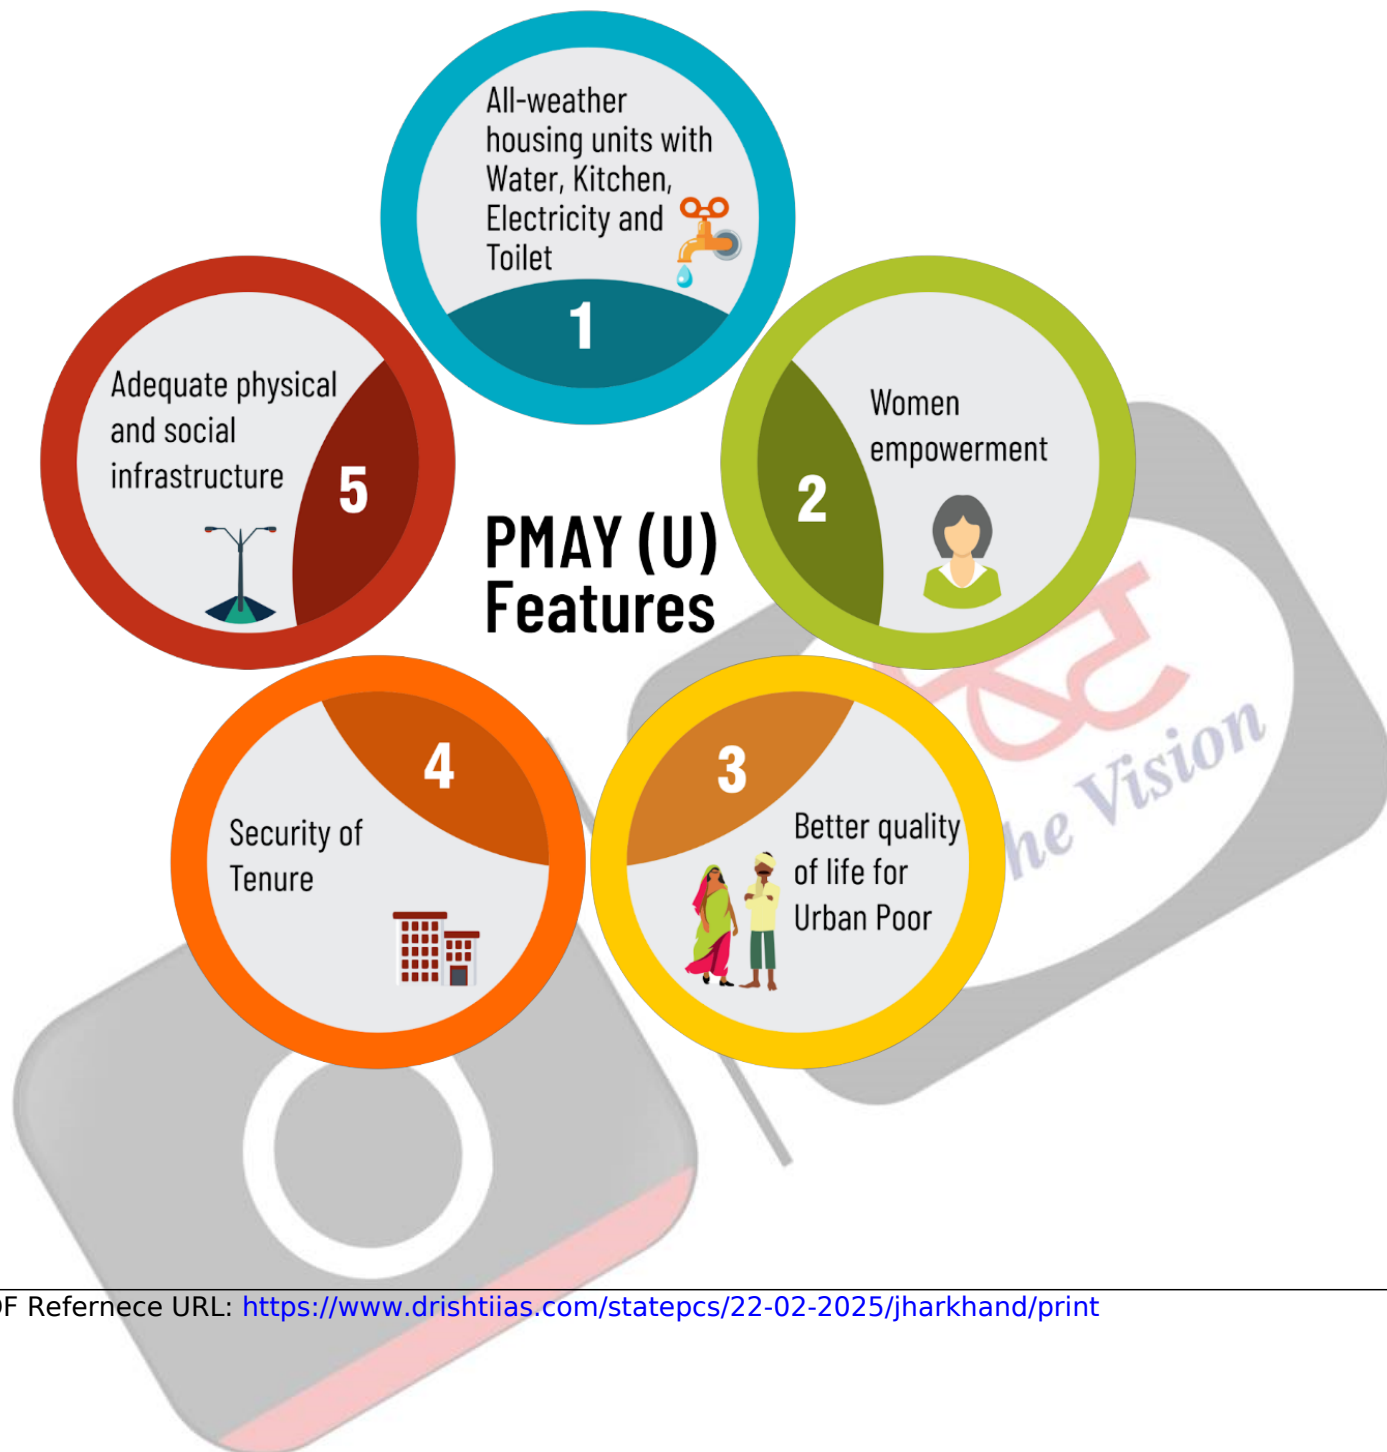 All-weather
housing units with
Water, Kitchen,
Electricity and
Toilet
1
Women
empowerment
2
Adequate physical
and social
infrastructure
5
PMAY (U)
Features
4
Security of
Tenure
3
Better quality
of life for
Urban Poor
he Vision
F Refernece URL: https://www.drishtiias.com/statepcs/22-02-2025/jharkhand/print